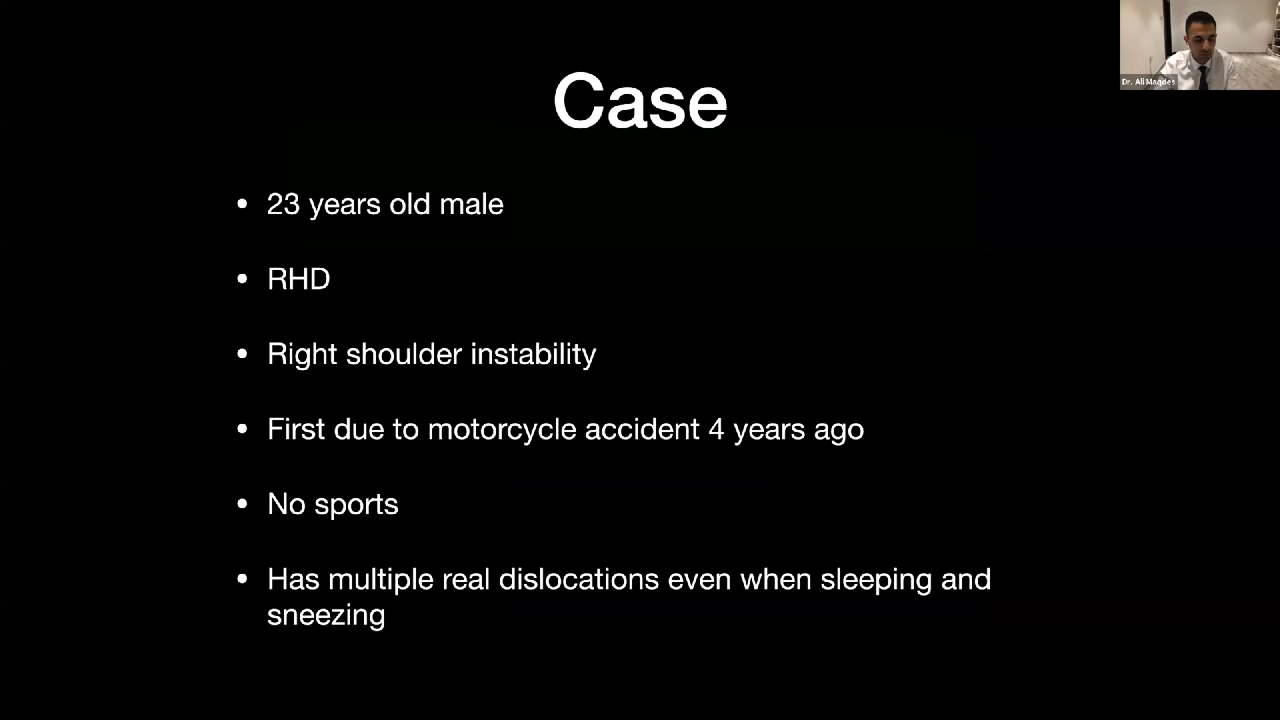 Case
Dr. Ali Maqdes
• 23 years old male
• RHD
• Right shoulder instability
• First due to motorcycle accident 4 years ago
• No sports
• Has multiple real dislocations even when sleeping and
sneezing